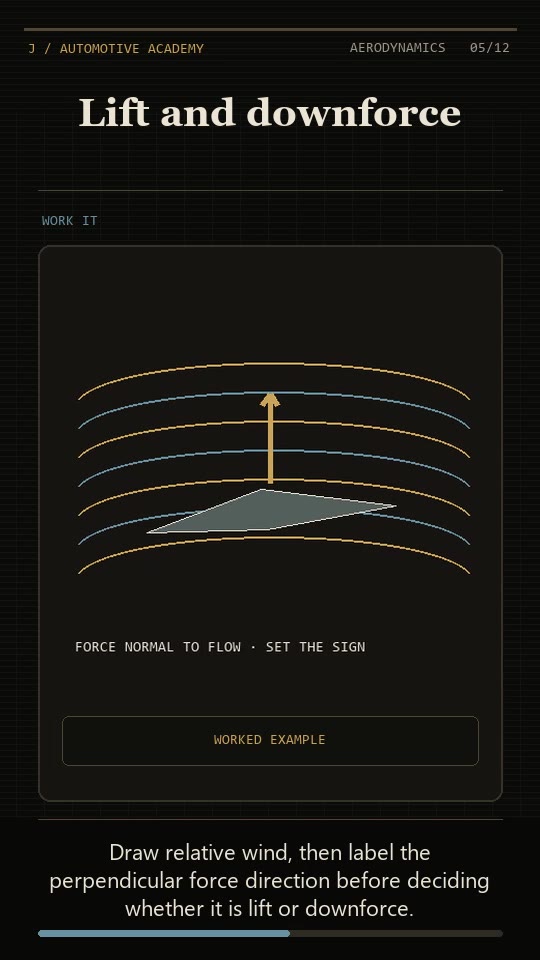 J / AUTOMOTIVE ACADEMY
AERODYNAMICS 05/12
Lift and downforce
WORK IT
FORCE NORMAL TO FLOW · SET THE SIGN
WORKED EXAMPLE
Draw relative wind, then label the
perpendicular force direction before deciding
whether it is lift or downforce.